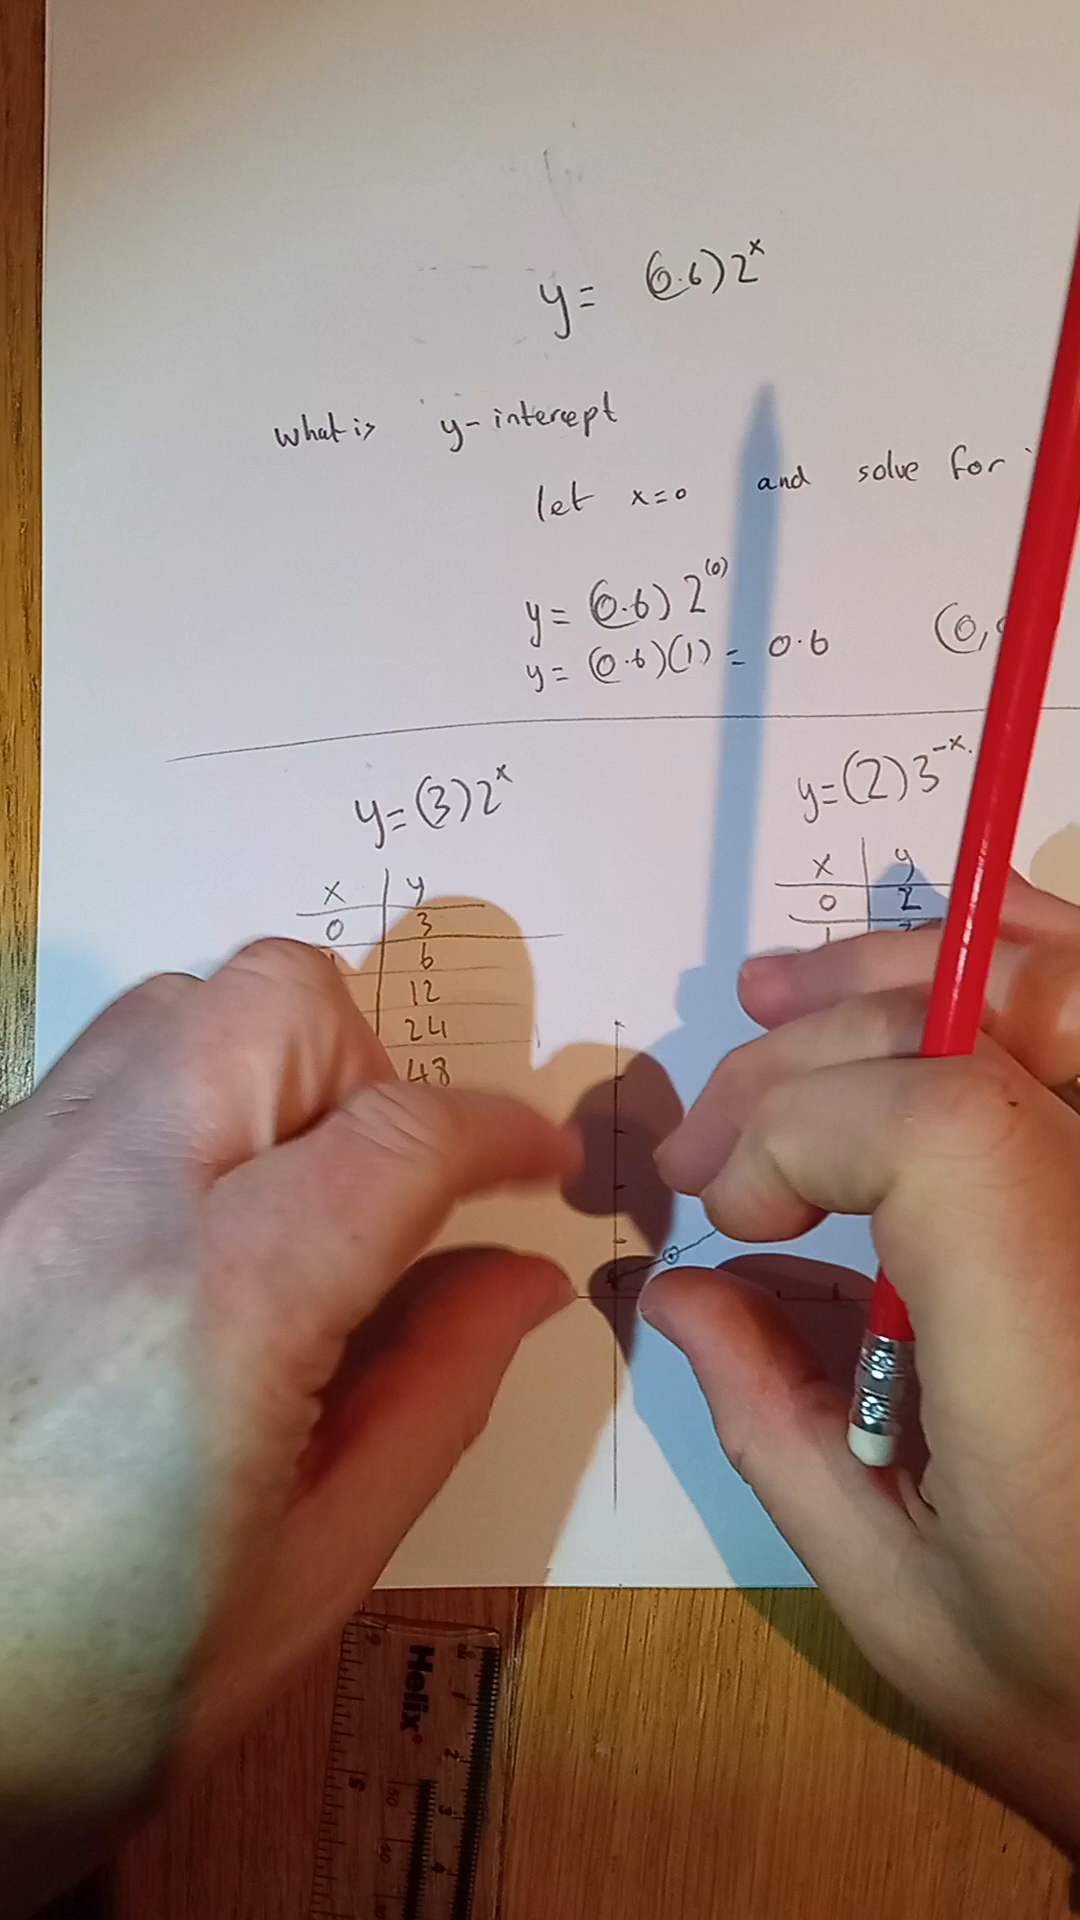 y = (0.6)2^x
what is y-intercept
let x=0 and solve for
y = (0.6) 2^(0)
y = (0.6)(1) = 0.6 (0,
y=(3)2^x y=(2)3^-x
x y x y
0 3 0 2
6
12
24
48
Helix